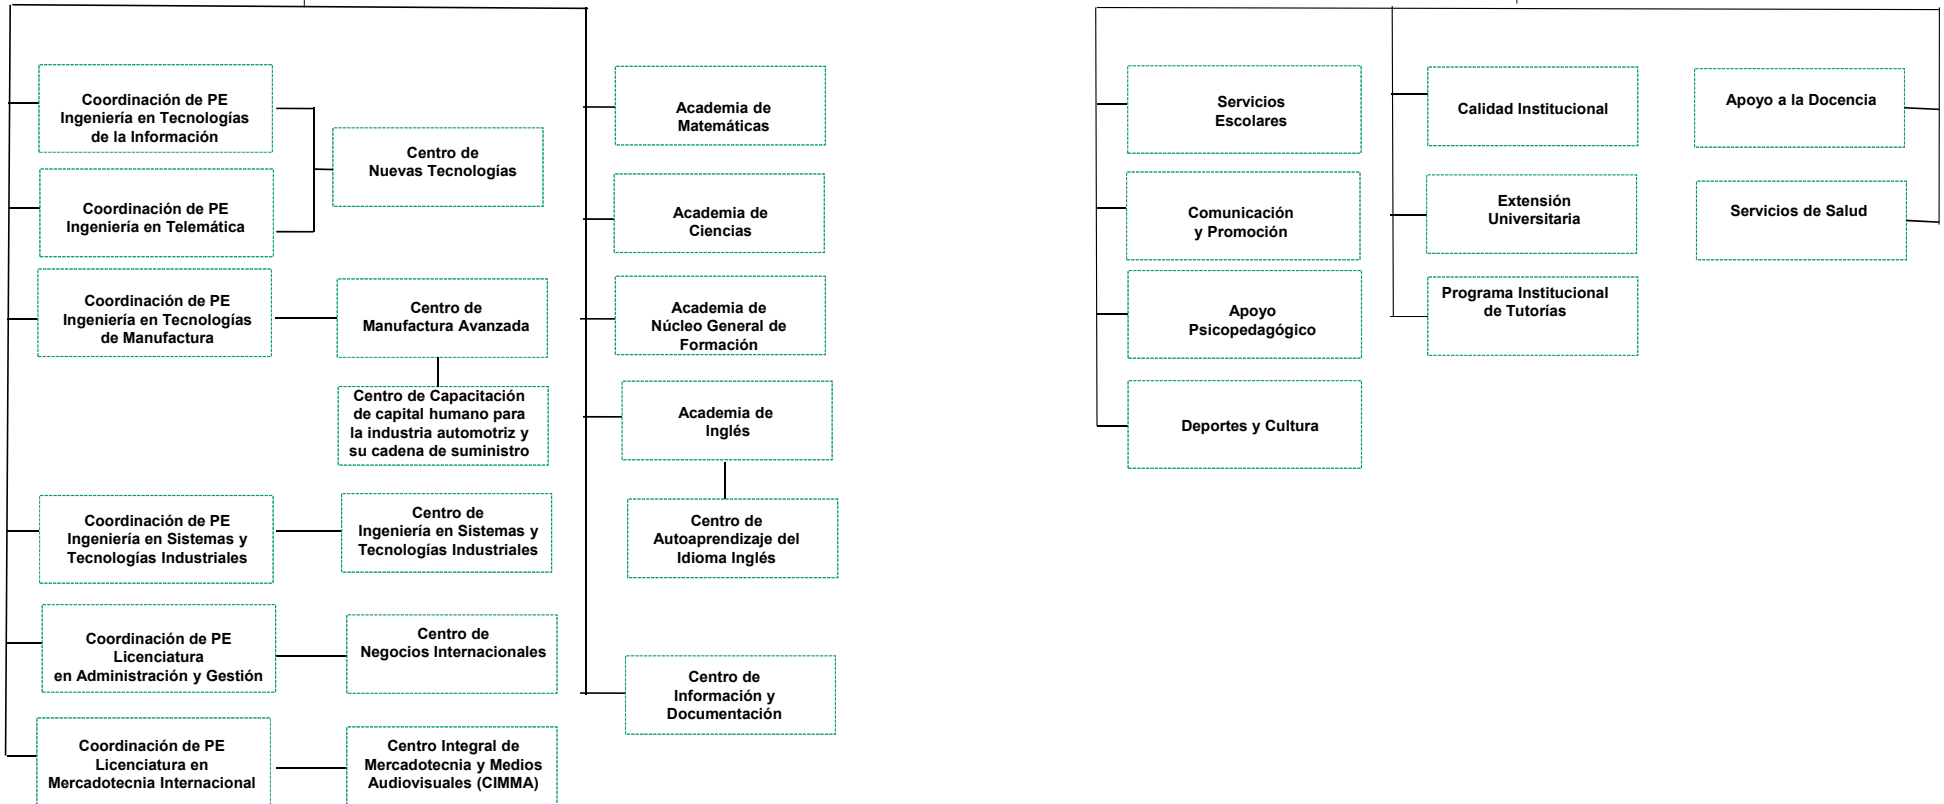 Coordinación de PE
Ingeniería en Tecnologías
de la Información
Coordinación de PE
Ingeniería en Telemática
Centro de
Nuevas Tecnologías
Coordinación de PE
Ingeniería en Tecnologías
de Manufactura
Centro de
Manufactura Avanzada
Centro de Capacitación
de capital humano para
la industria automotriz y
su cadena de suministro
Coordinación de PE
Ingeniería en Sistemas y
Tecnologías Industriales
Centro de
Ingeniería en Sistemas y
Tecnologías Industriales
Coordinación de PE
Licenciatura
en Administración y Gestión
Centro de
Negocios Internacionales
Coordinación de PE
Licenciatura en
Mercadotecnia Internacional
Centro Integral de
Mercadotecnia y Medios
Audiovisuales (CIMMA)
Academia de
Matemáticas
Academia de
Ciencias
Academia de
Núcleo General de
Formación
Academia de
Inglés
Centro de
Autoaprendizaje del
Idioma Inglés
Centro de
Información y
Documentación
Servicios
Escolares
Comunicación
y Promoción
Apoyo
Psicopedagógico
Deportes y Cultura
Calidad Institucional
Extensión
Universitaria
Programa Institucional
de Tutorías
Apoyo a la Docencia
Servicios de Salud